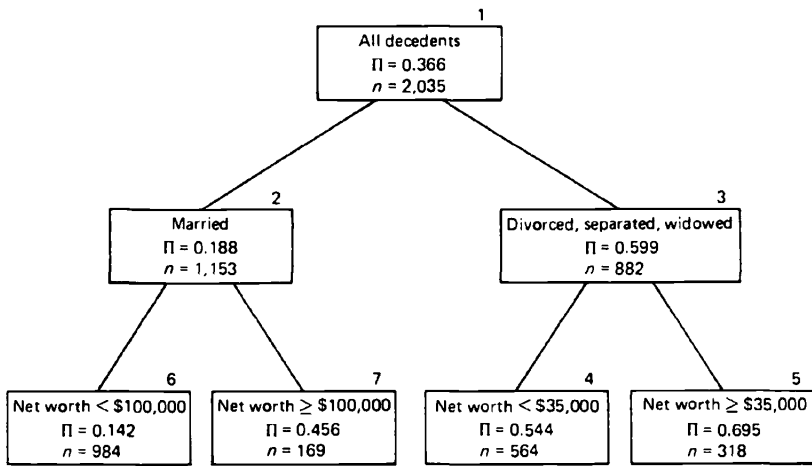 1
All decedents
Π = 0.366
n = 2,035
2
Married
Π = 0.188
n = 1,153
3
Divorced, separated, widowed
Π = 0.599
n = 882
6
Net worth < $100,000
Π = 0.142
n = 984
7
Net worth ≥ $100,000
Π = 0.456
n = 169
4
Net worth < $35,000
Π = 0.544
n = 564
5
Net worth ≥ $35,000
Π = 0.695
n = 318